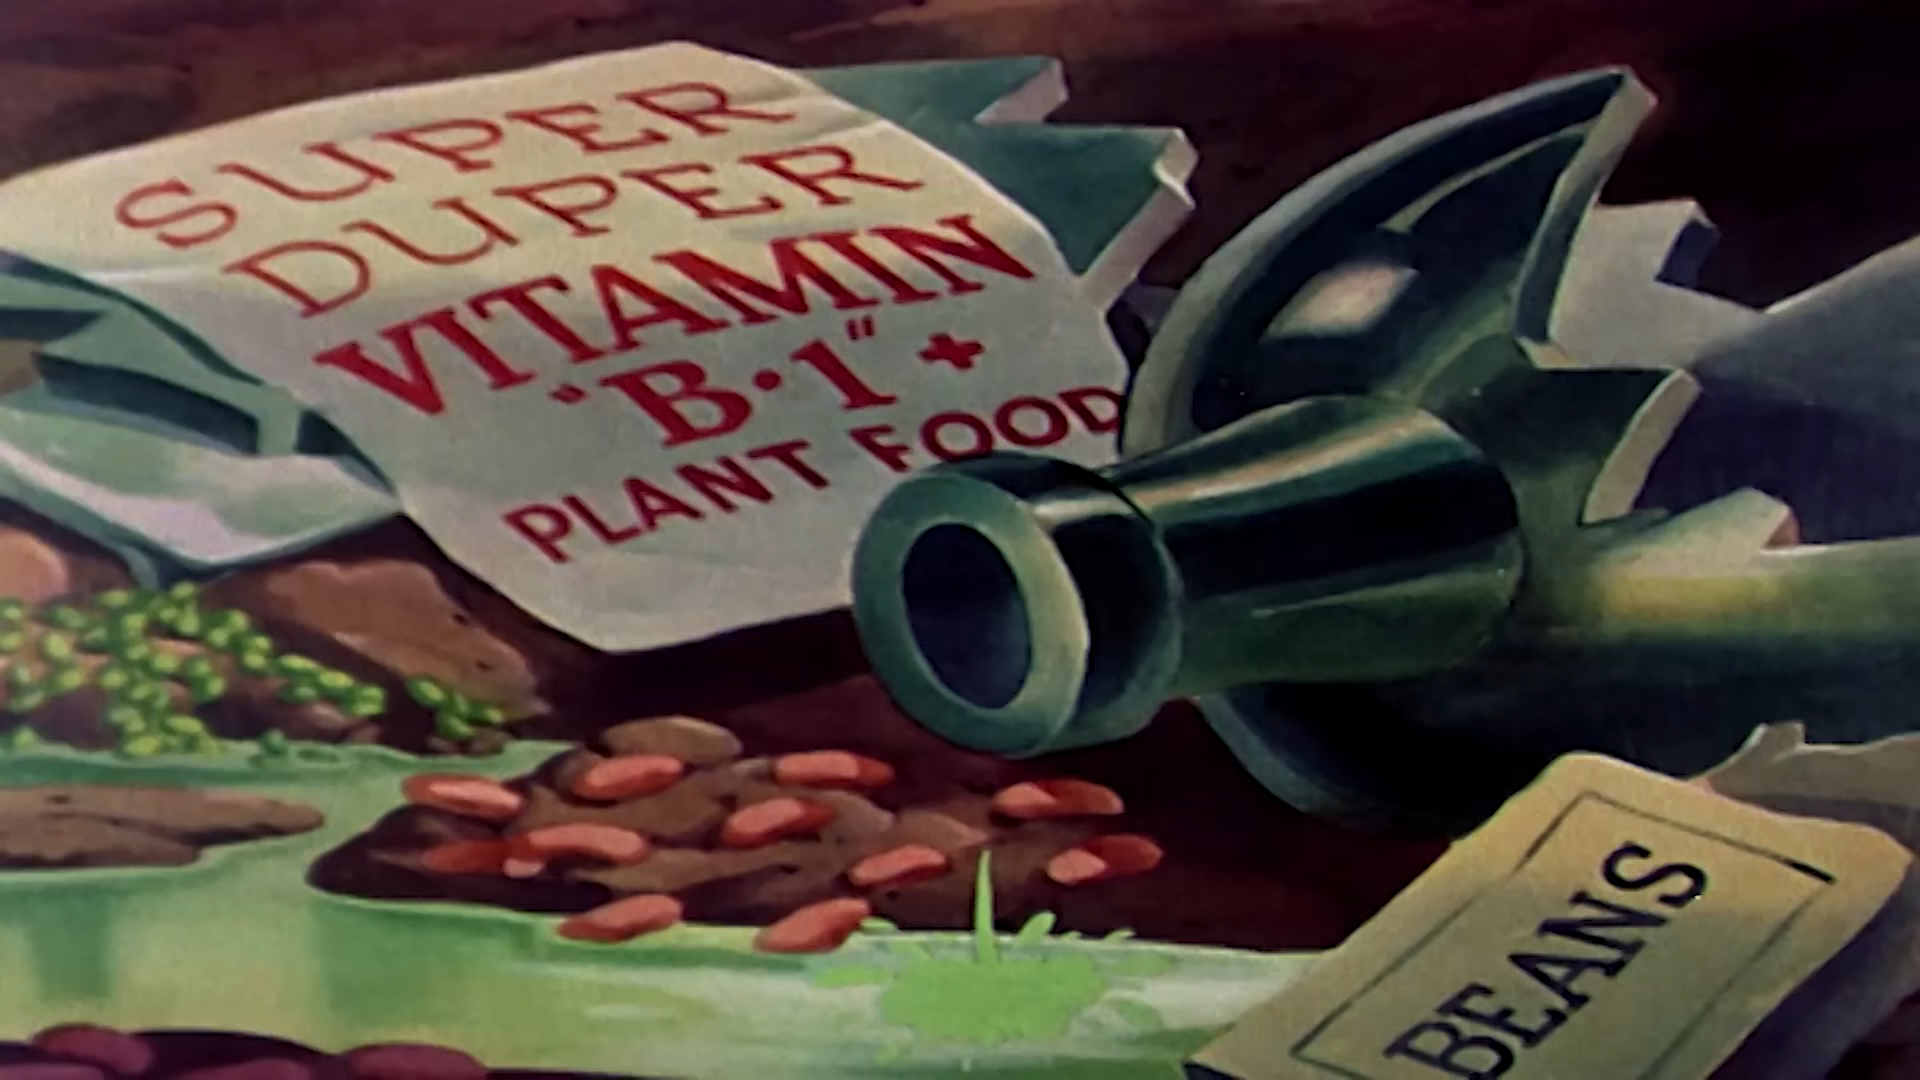 SUPER
DUPER
VITAMIN
"B·1" +
PLANT FOOD
BEANS